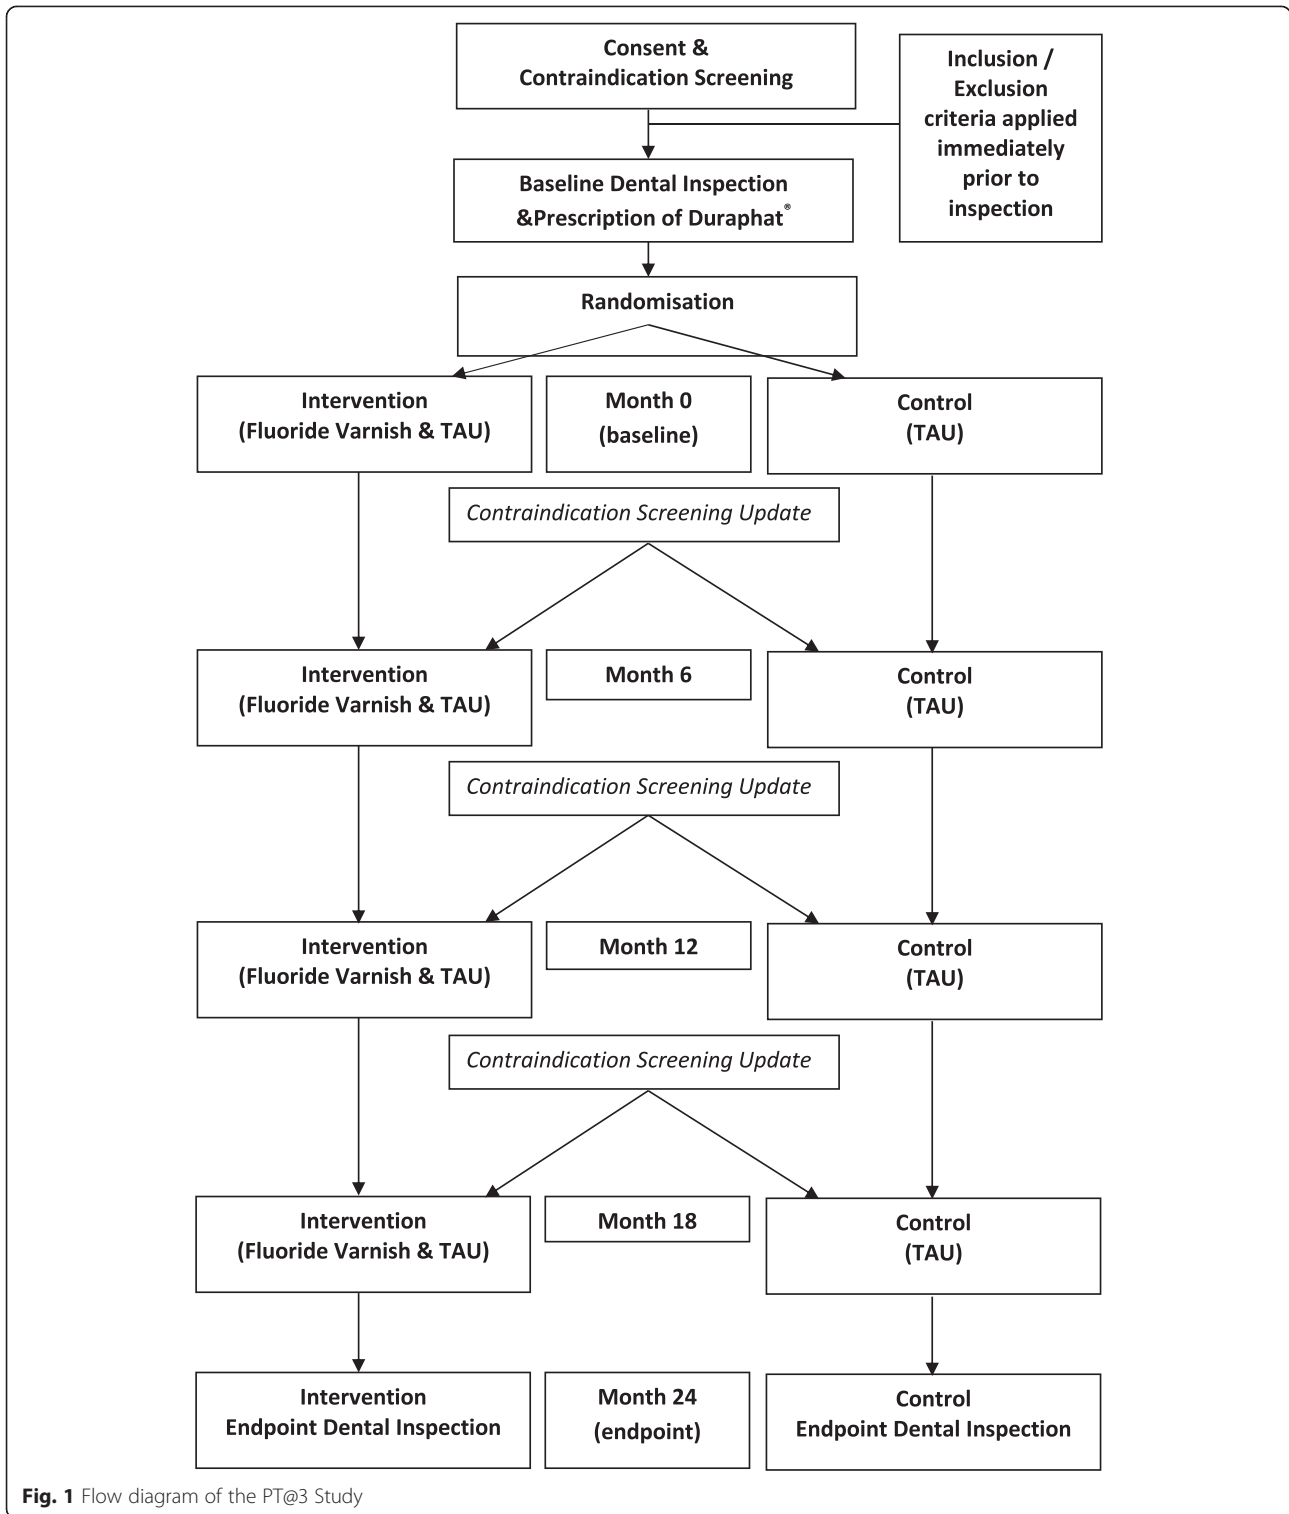 Consent &
Contraindication Screening
Inclusion /
Exclusion
criteria applied
immediately
prior to
inspection
Baseline Dental Inspection
&Prescription of Duraphat®
Randomisation
Intervention
(Fluoride Varnish & TAU)
Month 0
(baseline)
Control
(TAU)
Contraindication Screening Update
Intervention
(Fluoride Varnish & TAU)
Month 6
Control
(TAU)
Contraindication Screening Update
Intervention
(Fluoride Varnish & TAU)
Month 12
Control
(TAU)
Contraindication Screening Update
Intervention
(Fluoride Varnish & TAU)
Month 18
Control
(TAU)
Intervention
Endpoint Dental Inspection
Month 24
(endpoint)
Control
Endpoint Dental Inspection
Fig. 1 Flow diagram of the PT@3 Study